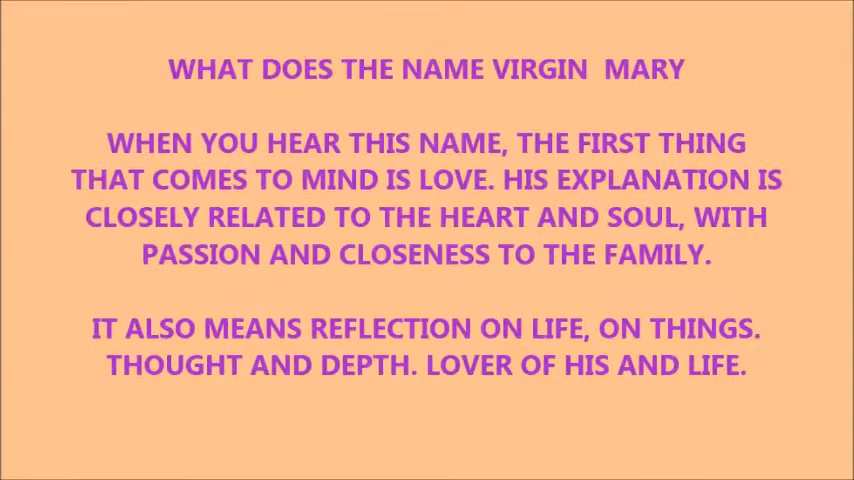 WHAT DOES THE NAME VIRGIN  MARY
WHEN YOU HEAR THIS NAME, THE FIRST THING
THAT COMES TO MIND IS LOVE. HIS EXPLANATION IS
CLOSELY RELATED TO THE HEART AND SOUL, WITH
PASSION AND CLOSENESS TO THE FAMILY.
IT ALSO MEANS REFLECTION ON LIFE, ON THINGS.
THOUGHT AND DEPTH. LOVER OF HIS AND LIFE.